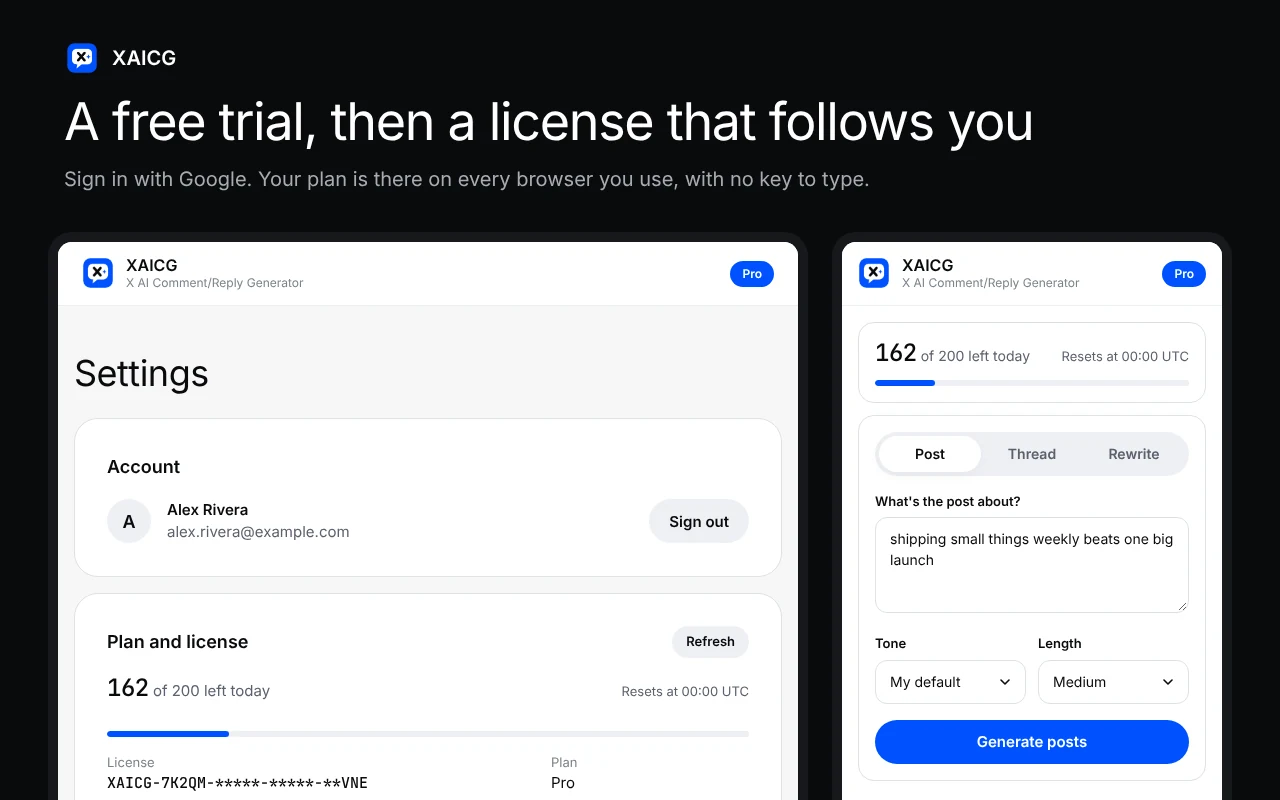 XAICG
A free trial, then a license that follows you
Sign in with Google. Your plan is there on every browser you use, with no key to type.
XAICG
X AI Comment/Reply Generator
Pro
Settings
Account
A
Alex Rivera
alex.rivera@example.com
Sign out
Plan and license
Refresh
162 of 200 left today
Resets at 00:00 UTC
License
Plan
XAICG-7K2QM-*****-*****-**VNE
Pro
XAICG
X AI Comment/Reply Generator
Pro
162 of 200 left today
Resets at 00:00 UTC
Post
Thread
Rewrite
What's the post about?
shipping small things weekly beats one big
launch
Tone
Length
My default
Medium
Generate posts